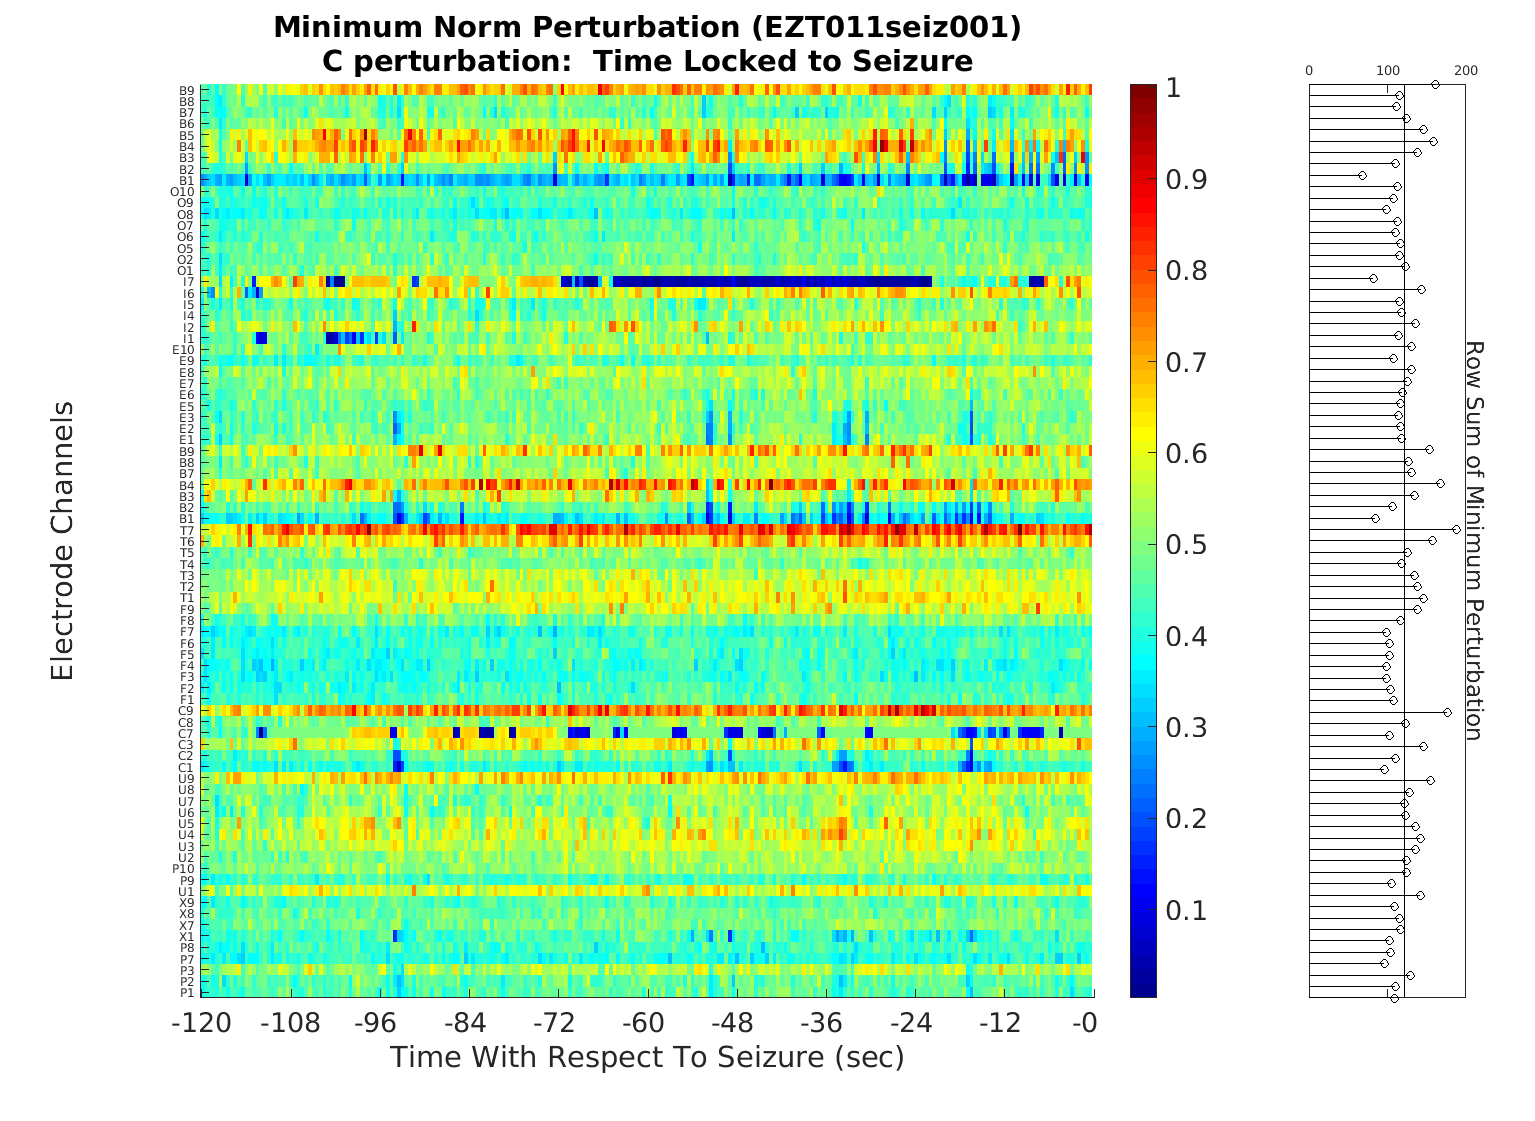 Minimum Norm Perturbation (EZT011seiz001)
C perturbation:  Time Locked to Seizure
Electrode Channels
B9
B8
B7
B6
B5
B4
B3
B2
B1
O10
O9
O8
O7
O6
O5
O2
O1
I7
I6
I5
I4
I2
I1
E10
E9
E8
E7
E6
E5
E3
E2
E1
B9
B8
B7
B4
B3
B2
B1
T7
T6
T5
T4
T3
T2
T1
F9
F8
F7
F6
F5
F4
F3
F2
F1
C9
C8
C7
C3
C2
C1
U9
U8
U7
U6
U5
U4
U3
U2
P10
P9
U1
X9
X8
X7
X1
P8
P7
P3
P2
P1
-120 -108 -96 -84 -72 -60 -48 -36 -24 -12 -0
Time With Respect To Seizure (sec)
1
0.9
0.8
0.7
0.6
0.5
0.4
0.3
0.2
0.1
0 100 200
Row Sum of Minimum Perturbation